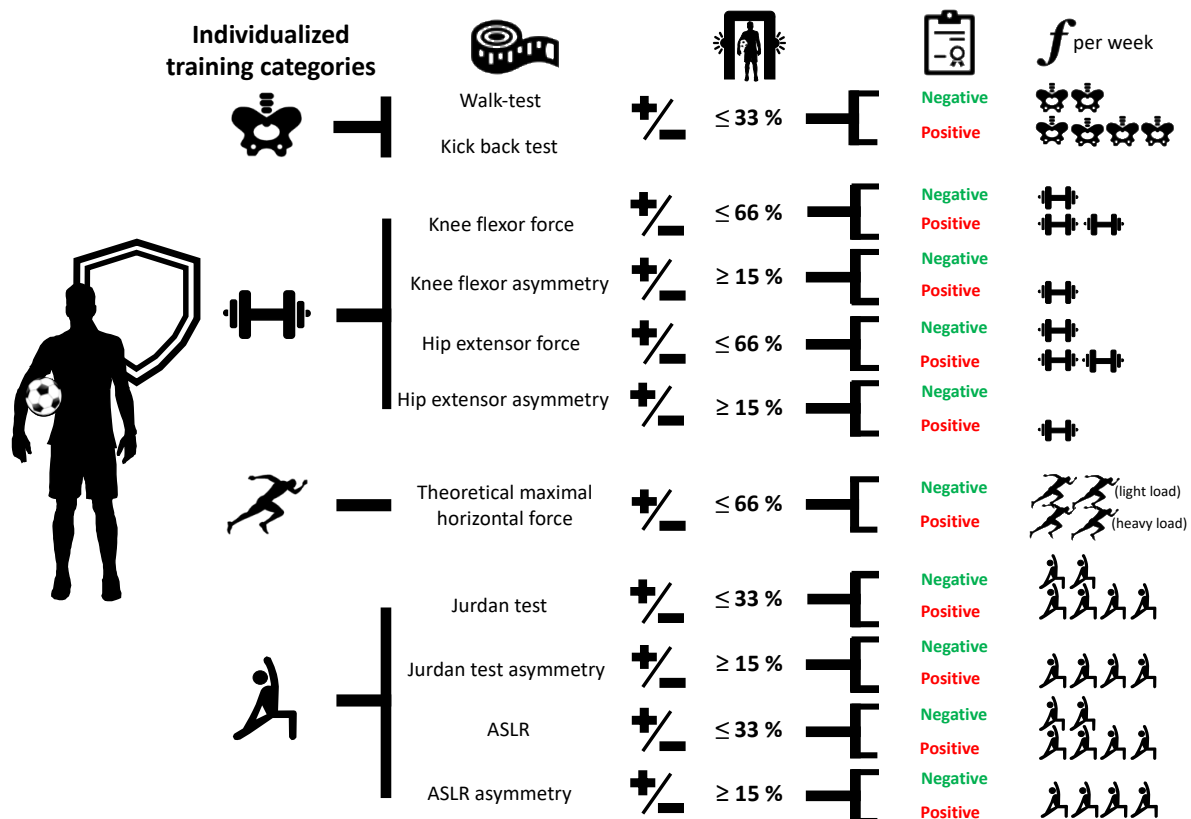 Individualized
training categories
f per week
Walk-test
Kick back test
≤ 33 %
Negative
Positive
Knee flexor force
≤ 66 %
Negative
Positive
Knee flexor asymmetry
≥ 15 %
Negative
Positive
Hip extensor force
≤ 66 %
Negative
Positive
Hip extensor asymmetry
≥ 15 %
Negative
Positive
Theoretical maximal
horizontal force
≤ 66 %
Negative
(light load)
Positive
(heavy load)
Jurdan test
≤ 33 %
Negative
Positive
Jurdan test asymmetry
≥ 15 %
Negative
Positive
ASLR
≤ 33 %
Negative
Positive
ASLR asymmetry
≥ 15 %
Negative
Positive